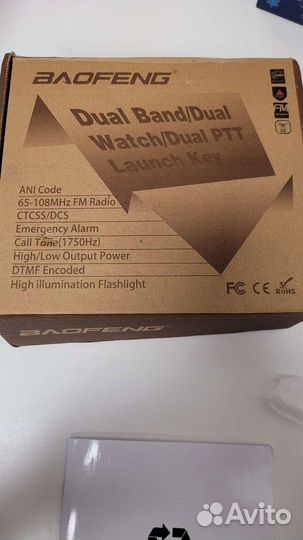 BAOFENG
Dual Band/Dual
Watch/Dual PTT
Launch Key
FM
ANI Code
65-108MHz FM Radio
CTCSS/DCS
Emergency Alarm
Call Tone(1750Hz)
High/Low Output Power
DTMF Encoded
High illumination Flashlight
FC CE RoHS
BAOFENG
Avito